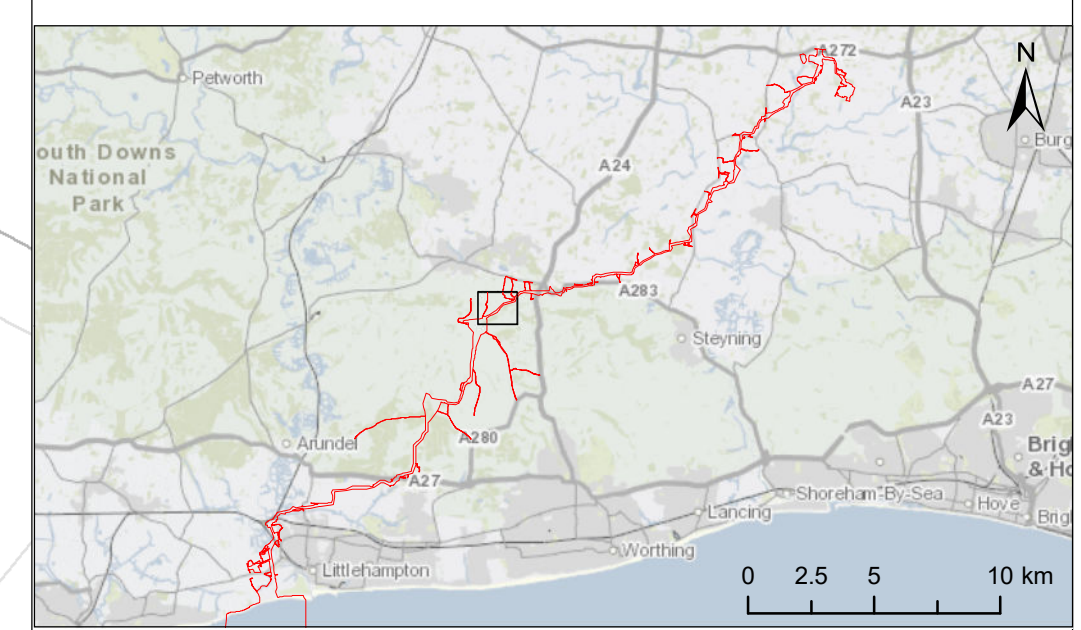 A272
N
Petworth
A23
Burg
outh Downs
National
Park
A24
A283
Steyning
A27
A23
Arundel
A280
Brig
& Ho
A27
Shoreham-By-Sea
Hove
Lancing
Brig
Worthing
Littlehampton
0 2.5 5 10 km